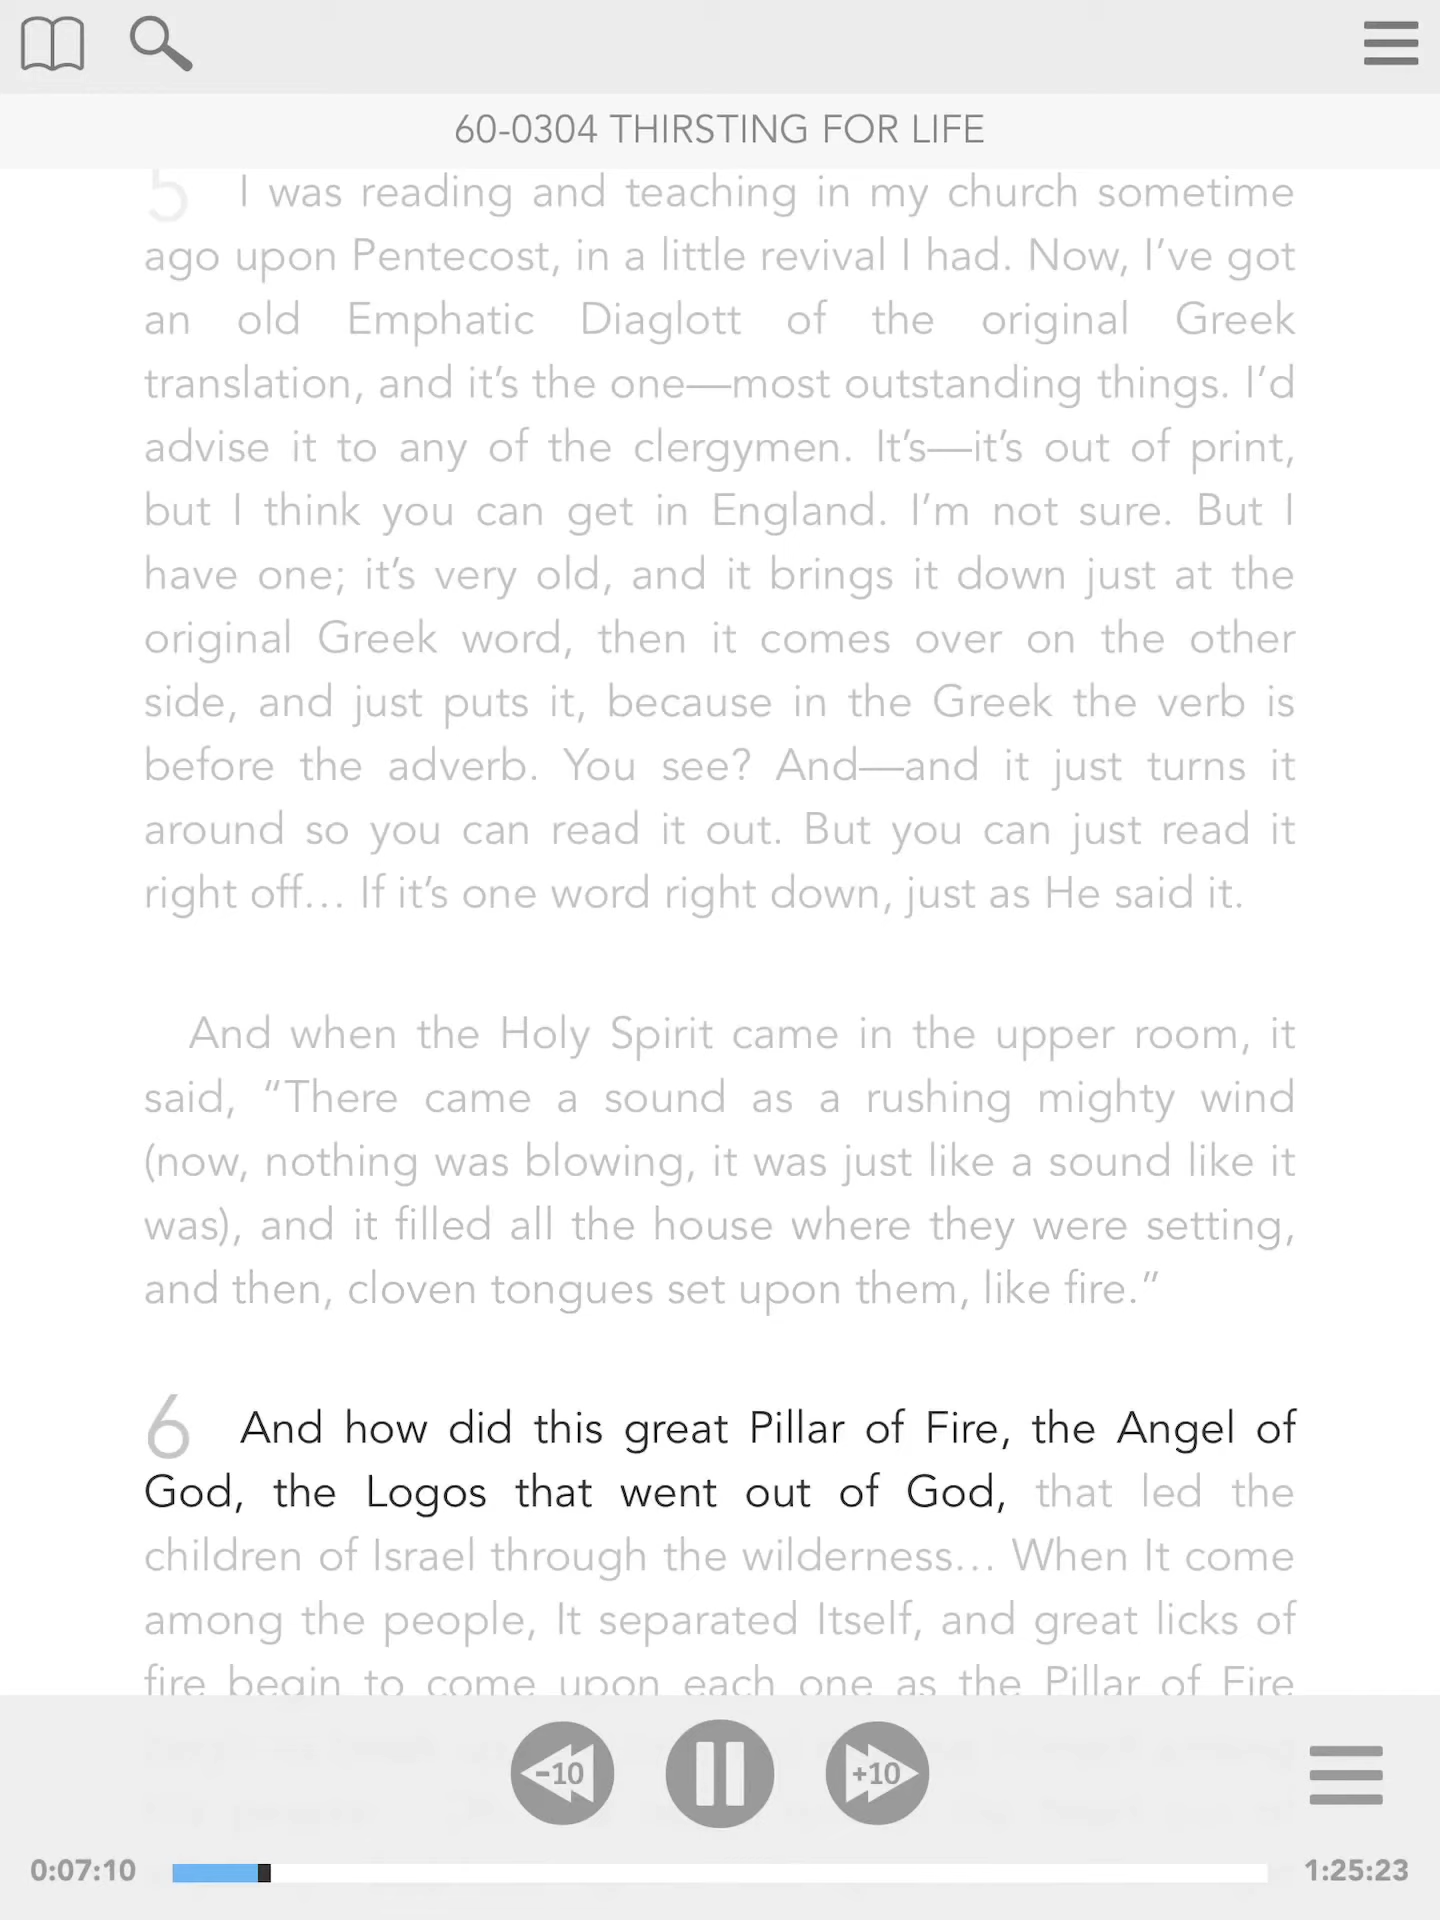 60-0304 THIRSTING FOR LIFE
5 I was reading and teaching in my church sometime
ago upon Pentecost, in a little revival I had. Now, I’ve got
an old Emphatic Diaglott of the original Greek
translation, and it’s the one—most outstanding things. I’d
advise it to any of the clergymen. It’s—it’s out of print,
but I think you can get in England. I’m not sure. But I
have one; it’s very old, and it brings it down just at the
original Greek word, then it comes over on the other
side, and just puts it, because in the Greek the verb is
before the adverb. You see? And—and it just turns it
around so you can read it out. But you can just read it
right off… If it’s one word right down, just as He said it.
And when the Holy Spirit came in the upper room, it
said, “There came a sound as a rushing mighty wind
(now, nothing was blowing, it was just like a sound like it
was), and it filled all the house where they were setting,
and then, cloven tongues set upon them, like fire.”
6 And how did this great Pillar of Fire, the Angel of
God, the Logos that went out of God, that led the
children of Israel through the wilderness… When It come
among the people, It separated Itself, and great licks of
fire begin to come upon each one as the Pillar of Fire
-10 +10
0:07:10 1:25:23